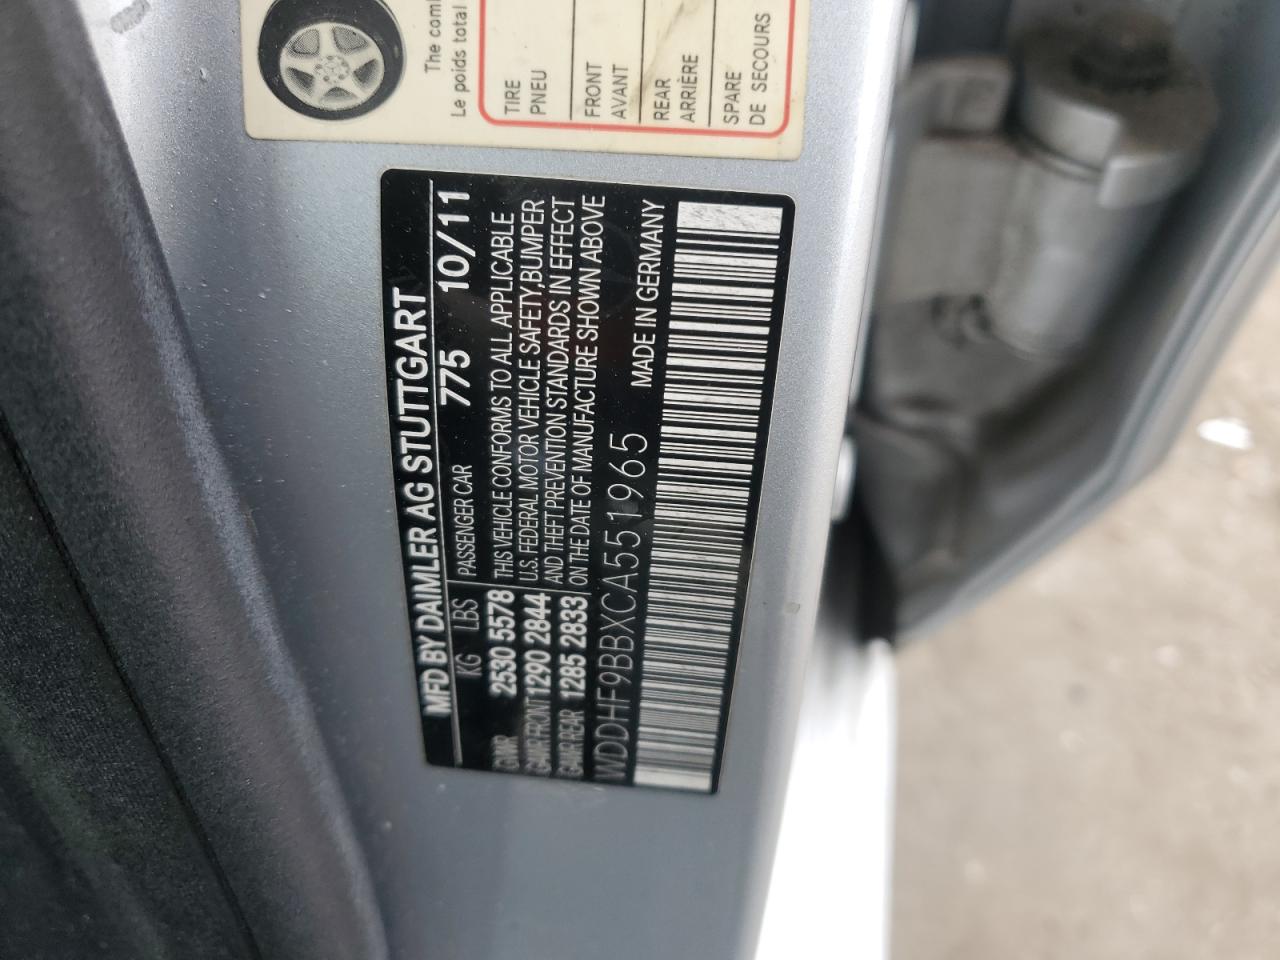 MFD BY DAIMLER AG STUTTGART
KG LBS PASSENGER CAR 775 10/11
GVWR 2530 5578 THIS VEHICLE CONFORMS TO ALL APPLICABLE
GAWR FRONT 1290 2844 U.S. FEDERAL MOTOR VEHICLE SAFETY,BUMPER
GAWR REAR 1285 2833 AND THEFT PREVENTION STANDARDS IN EFFECT
ON THE DATE OF MANUFACTURE SHOWN ABOVE
WDDHF9BBXCA551965 MADE IN GERMANY
The com
Le poids total
TIRE
PNEU
FRONT
AVANT
REAR
ARRIÈRE
SPARE
DE SECOURS